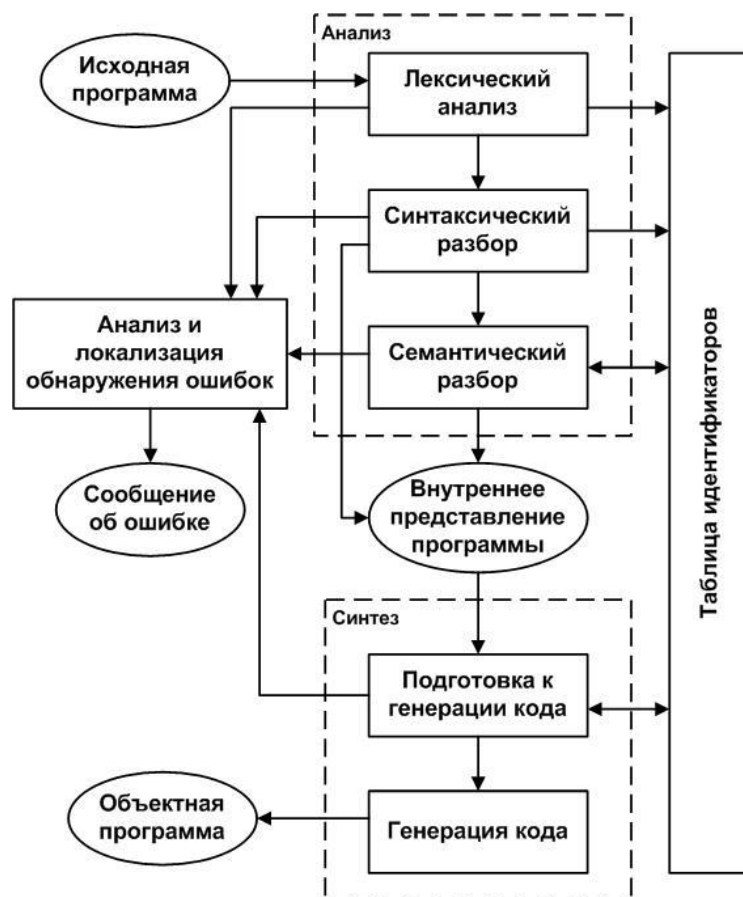 Анализ
Исходная
программа
Лексический
анализ
Синтаксический
разбор
Анализ и
локализация
обнаружения ошибок
Семантический
разбор
Таблица идентификаторов
Сообщение
об ошибке
Внутреннее
представление
программы
Синтез
Подготовка к
генерации кода
Объектная
программа
Генерация кода